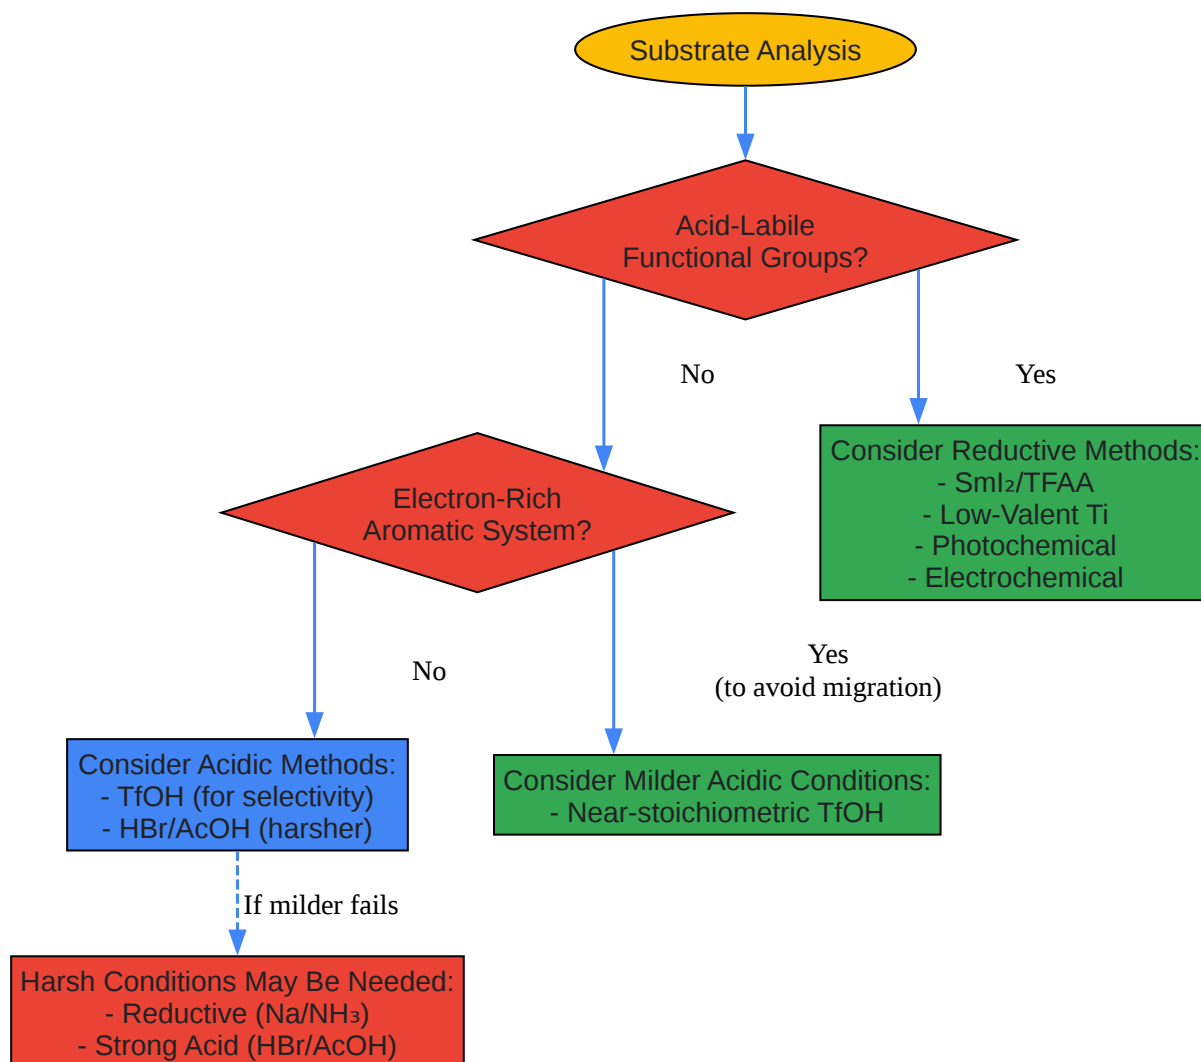 Substrate Analysis
Acid-Labile
Functional Groups?
No
Yes
Consider Reductive Methods:
- SmI₂/TFAA
- Low-Valent Ti
- Photochemical
- Electrochemical
Electron-Rich
Aromatic System?
No
Yes
(to avoid migration)
Consider Acidic Methods:
- TfOH (for selectivity)
- HBr/AcOH (harsher)
Consider Milder Acidic Conditions:
- Near-stoichiometric TfOH
If milder fails
Harsh Conditions May Be Needed:
- Reductive (Na/NH₃)
- Strong Acid (HBr/AcOH)